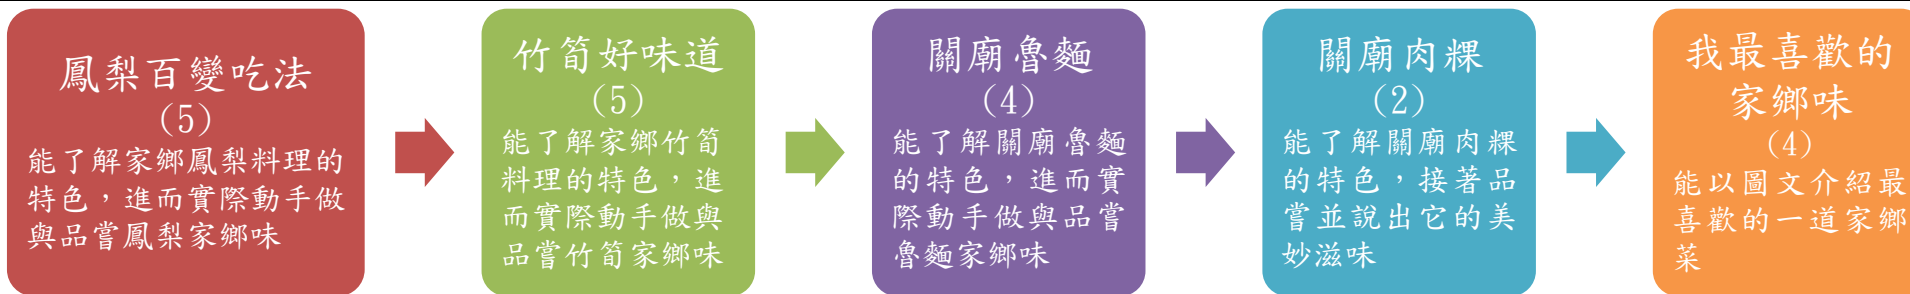 鳳梨百變吃法
(5)
能了解家鄉鳳梨料理的
特色，進而實際動手做
與品嘗鳳梨家鄉味
竹筍好味道
(5)
能了解家鄉竹筍
料理的特色，進
而實際動手做與
品嘗竹筍家鄉味
關廟魯麵
(4)
能了解關廟魯麵
的特色，進而實
際動手做與品嘗
魯麵家鄉味
關廟肉粿
(2)
能了解關廟肉粿
的特色，接著品
嘗並說出它的美
妙滋味
我最喜歡的
家鄉味
(4)
能以圖文介紹最
喜歡的一道家鄉
菜